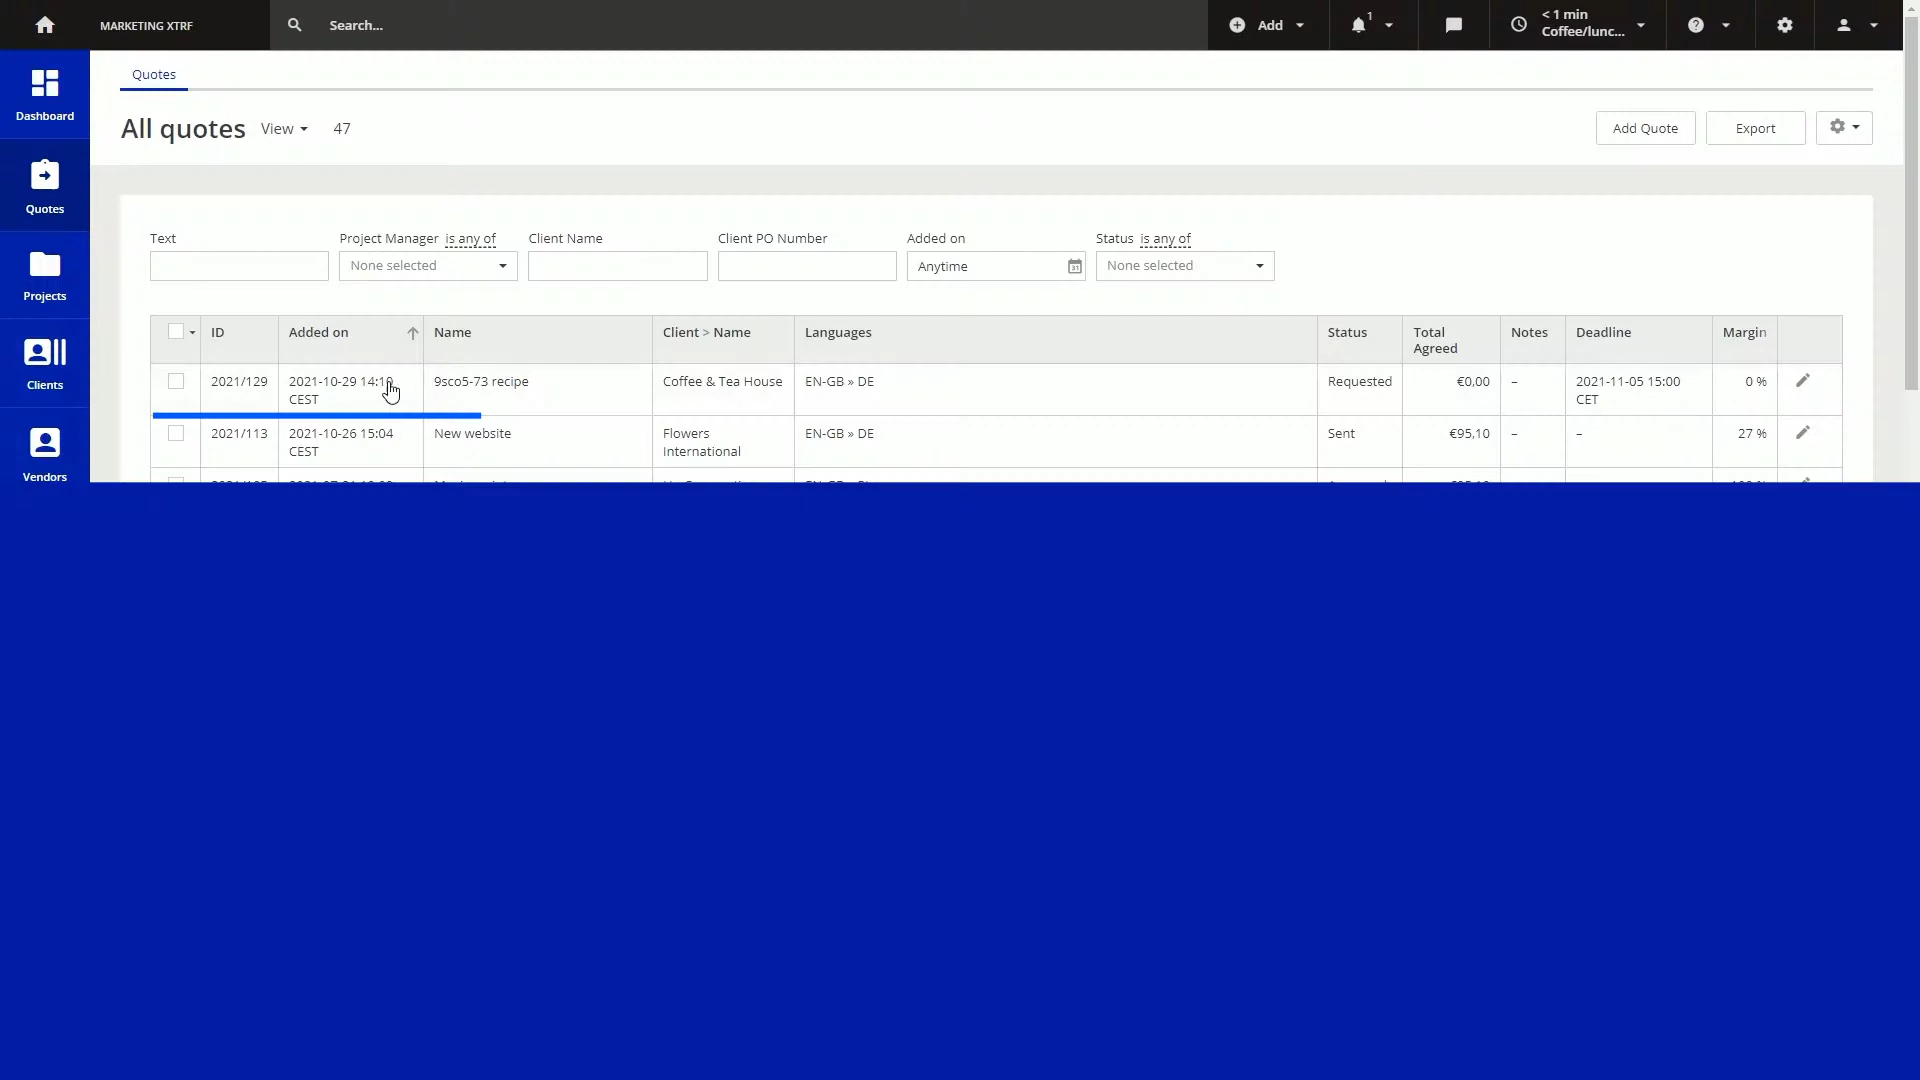 MARKETING XTRF
Search...
Add
1
< 1 min
Coffee/lunc...
Dashboard
Quotes
Projects
Clients
Vendors
Quotes
All quotes View 47
Add Quote Export
Text Project Manager is any of Client Name Client PO Number Added on Status is any of
None selected Anytime 31 None selected
ID Added on Name Client > Name Languages Status Total Agreed Notes Deadline Margin
2021/129 2021-10-29 14:19 CEST 9sco5-73 recipe Coffee & Tea House EN-GB » DE Requested €0,00 – 2021-11-05 15:00 CET 0 %
2021/113 2021-10-26 15:04 CEST New website Flowers International EN-GB » DE Sent €95,10 – – 27 %